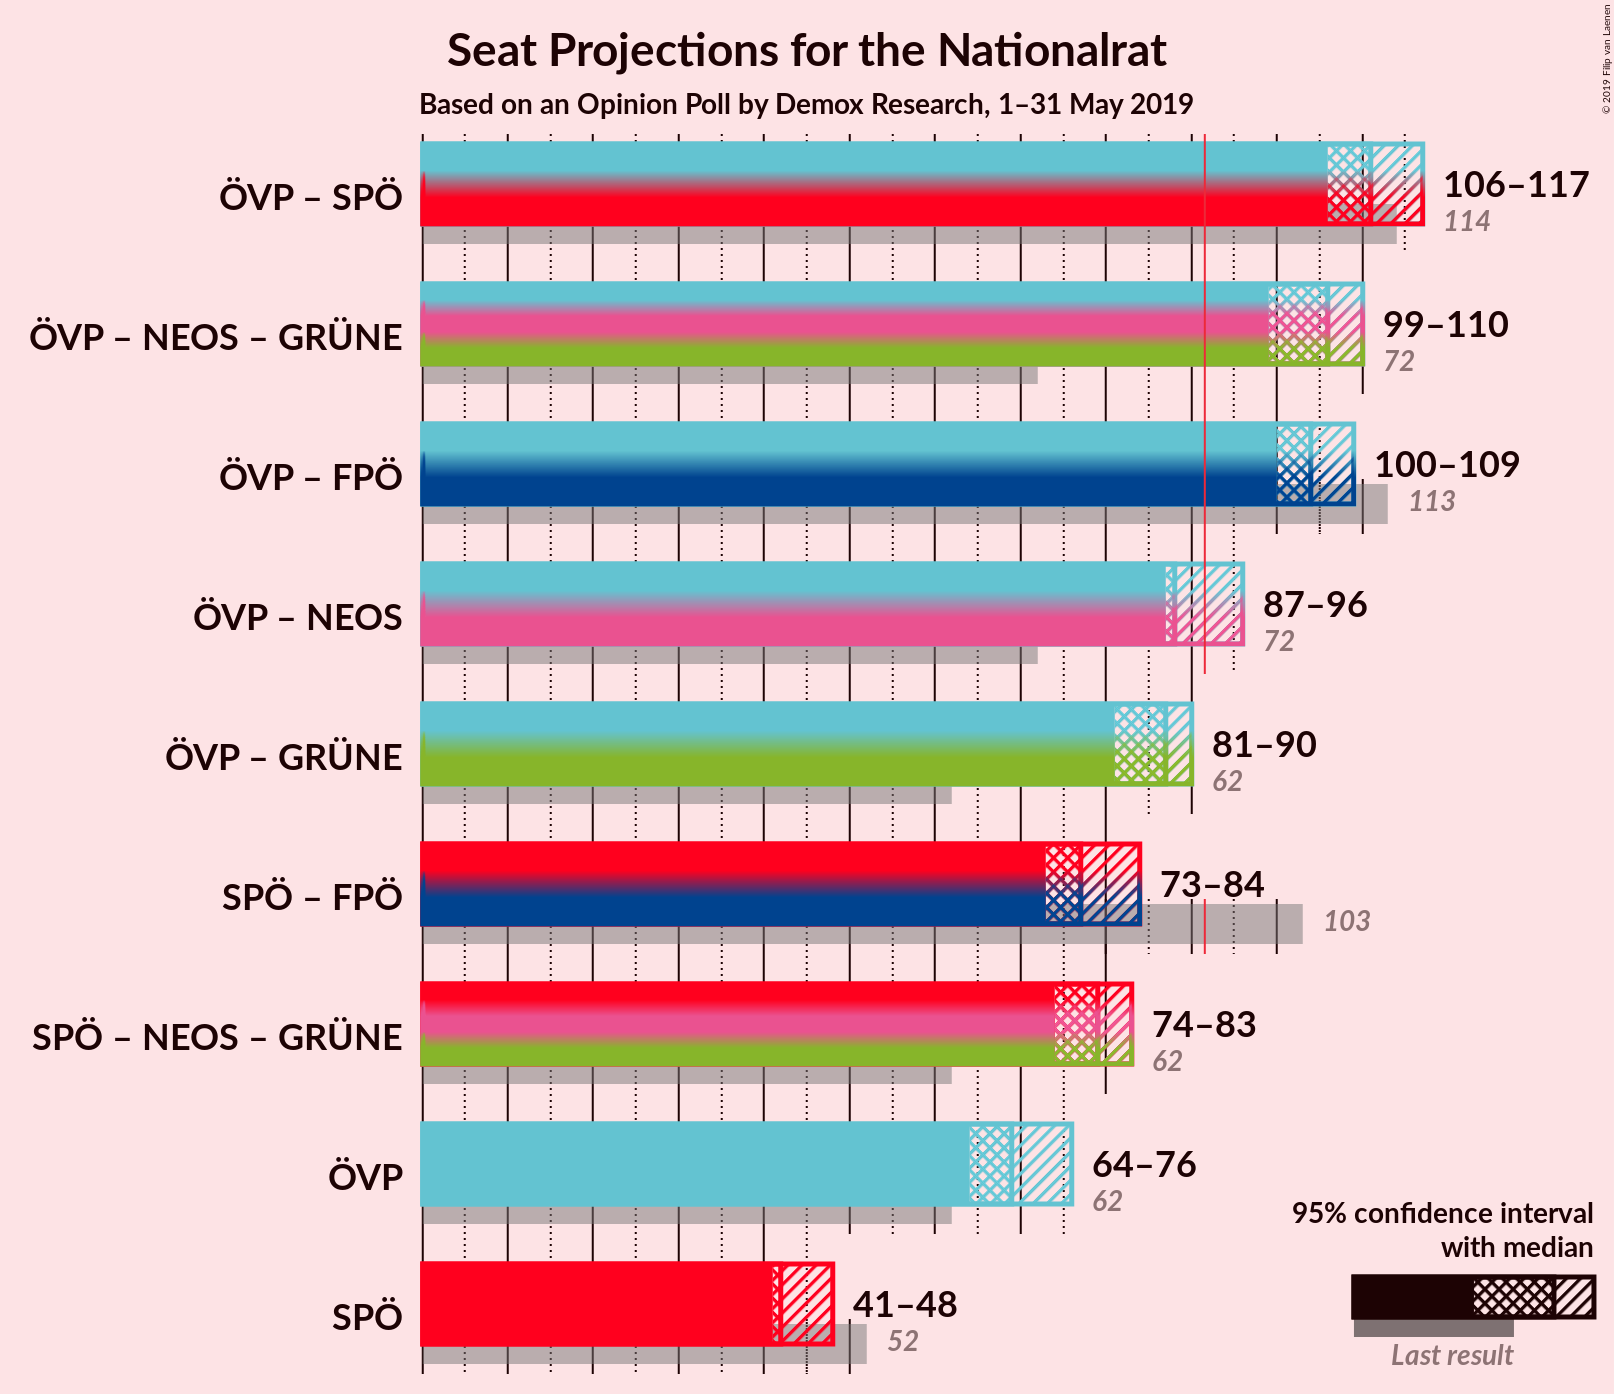 Seat Projections for the Nationalrat
Based on an Opinion Poll by Demox Research, 1–31 May 2019
© 2019 Filip van Laenen
ÖVP – SPÖ
106–117
114
ÖVP – NEOS – GRÜNE
99–110
72
ÖVP – FPÖ
100–109
113
ÖVP – NEOS
87–96
72
ÖVP – GRÜNE
81–90
62
SPÖ – FPÖ
73–84
103
SPÖ – NEOS – GRÜNE
74–83
62
ÖVP
64–76
62
SPÖ
41–48
52
95% confidence interval
with median
Last result